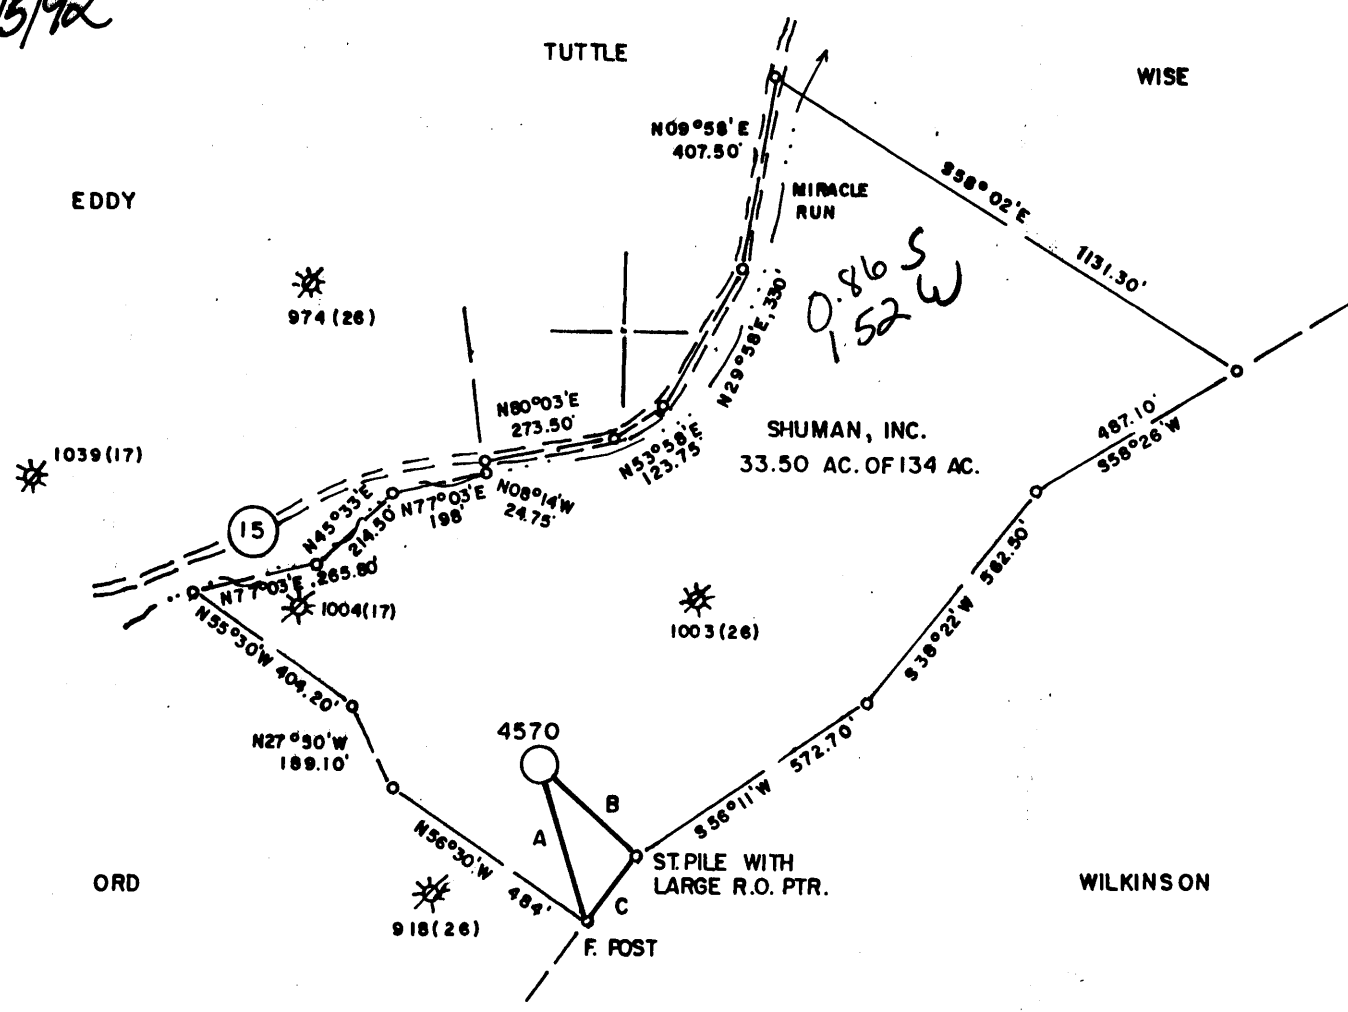 5/92
TUTTLE
WISE
N09°58'E
407.50'
S58°02'E
1131.30'
EDDY
MIRACLE
RUN
0.86 S
1.52 W
974(26)
N29°58'E, 330'
N80°03'E
273.50'
SHUMAN, INC.
33.50 AC. OF 134 AC.
487.10'
S58°26'W
N53°58'E
123.75'
1039(17)
N08°14'W
24.75'
N77°03'E
198'
N45°33'E
214.50'
15
N77°03'E 265.80'
1004(17)
1003(26)
S38°22'W 582.50'
N55°30'W 404.20'
N27°50'W
189.10'
4570
B
A
C
S56°11'W 572.70'
N56°30'W 484'
ST. PILE WITH
LARGE R.O. PTR.
ORD
WILKINSON
918(26)
F. POST